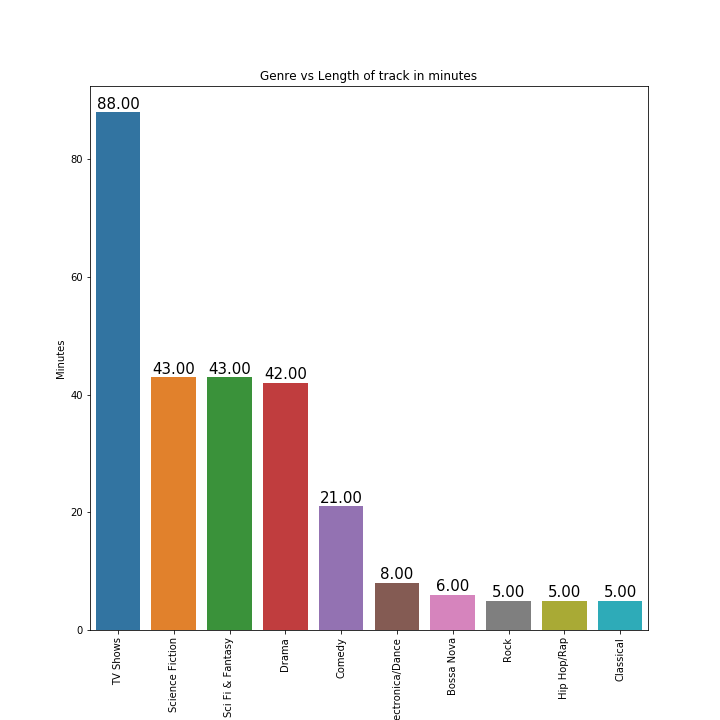 Genre vs Length of track in minutes
88.00
43.00
43.00
42.00
21.00
8.00
6.00
5.00
5.00
5.00
80
60
40
20
0
Minutes
TV Shows
Science Fiction
Sci Fi & Fantasy
Drama
Comedy
ectronica/Dance
Bossa Nova
Rock
Hip Hop/Rap
Classical